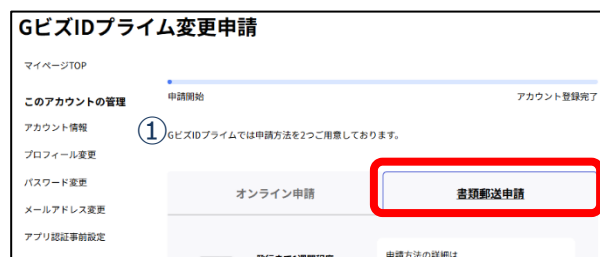 GビズIDプライム変更申請
マイページTOP
このアカウントの管理
アカウント情報
プロフィール変更
パスワード変更
メールアドレス変更
アプリ認証事前設定
申請開始
アカウント登録完了
①
GビズIDプライムでは申請方法を2つご用意しております。
オンライン申請
書類郵送申請
申請方法の詳細は